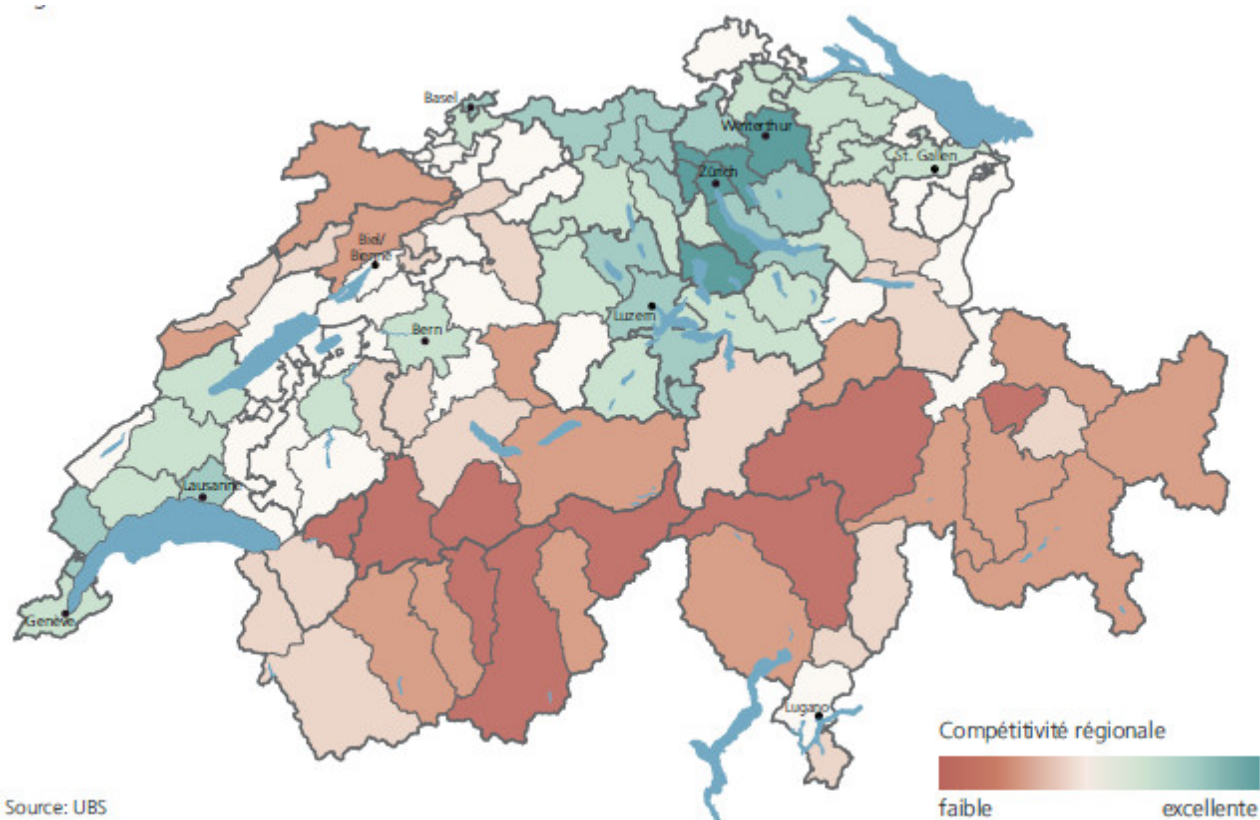 Basel
Winterthur
St. Gallen
Zürich
Biel/
Bienne
Luzern
Bern
Lausanne
Genève
Lugano
Compétitivité régionale
faible excellente
Source: UBS